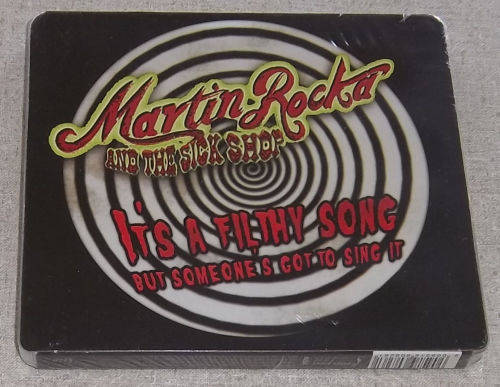 Martin Rocka
AND THE SICK SHOP
IT'S A FILTHY SONG
BUT SOMEONE'S GOT TO SING IT